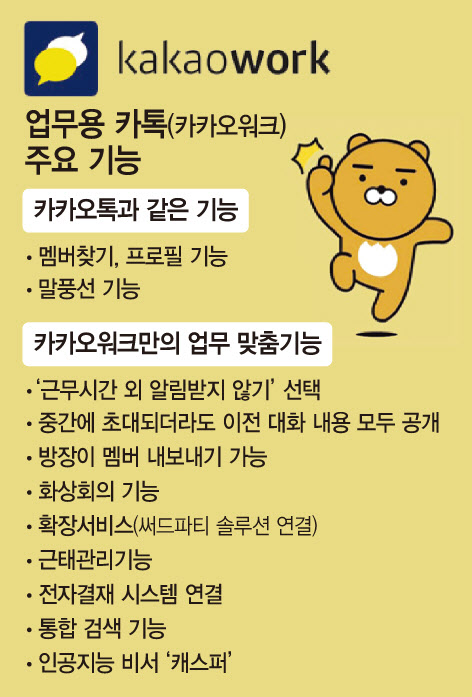 kakaowork
업무용 카톡(카카오워크)
주요 기능
카카오톡과 같은 기능
· 멤버찾기, 프로필 기능
· 말풍선 기능
카카오워크만의 업무 맞춤기능
· ‘근무시간 외 알림받지 않기’ 선택
· 중간에 초대되더라도 이전 대화 내용 모두 공개
· 방장이 멤버 내보내기 가능
· 화상회의 기능
· 확장서비스(써드파티 솔루션 연결)
· 근태관리기능
· 전자결재 시스템 연결
· 통합 검색 기능
· 인공지능 비서 ‘캐스퍼’